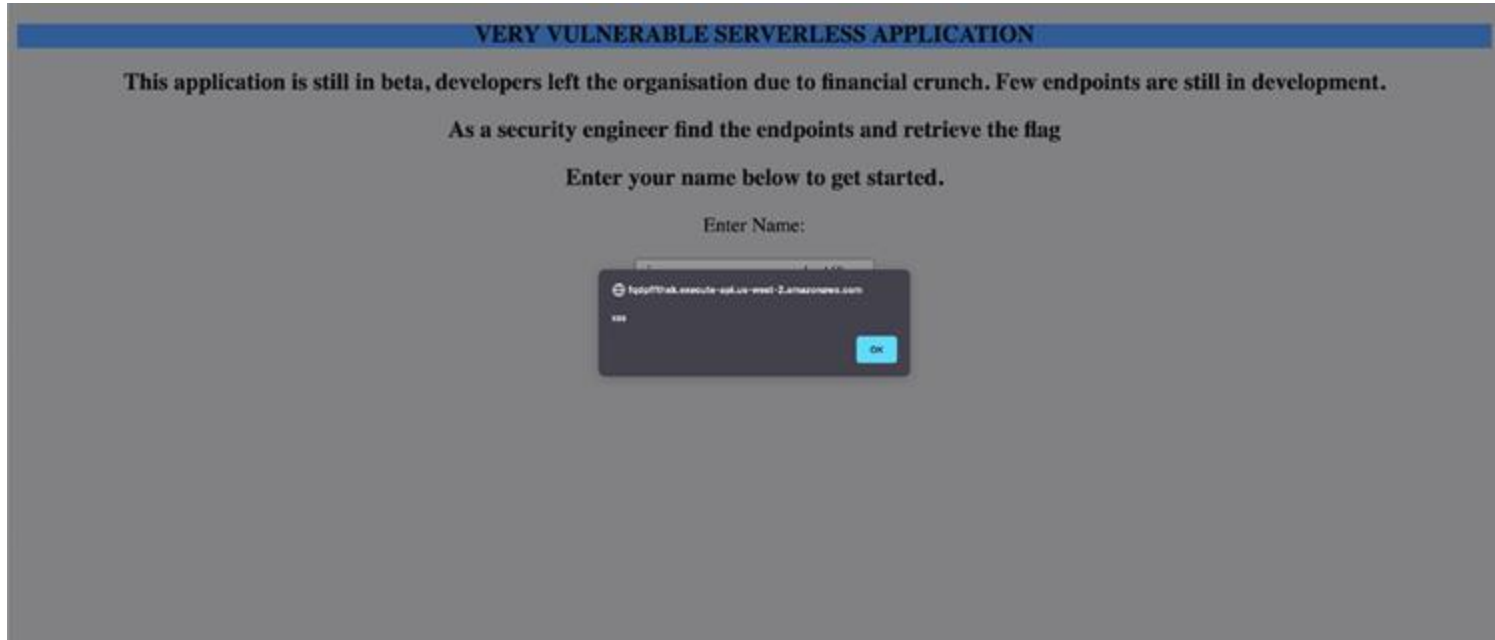 VERY VULNERABLE SERVERLESS APPLICATION
This application is still in beta, developers left the organisation due to financial crunch. Few endpoints are still in development.
As a security engineer find the endpoints and retrieve the flag
Enter your name below to get started.
Enter Name:
xss
OK